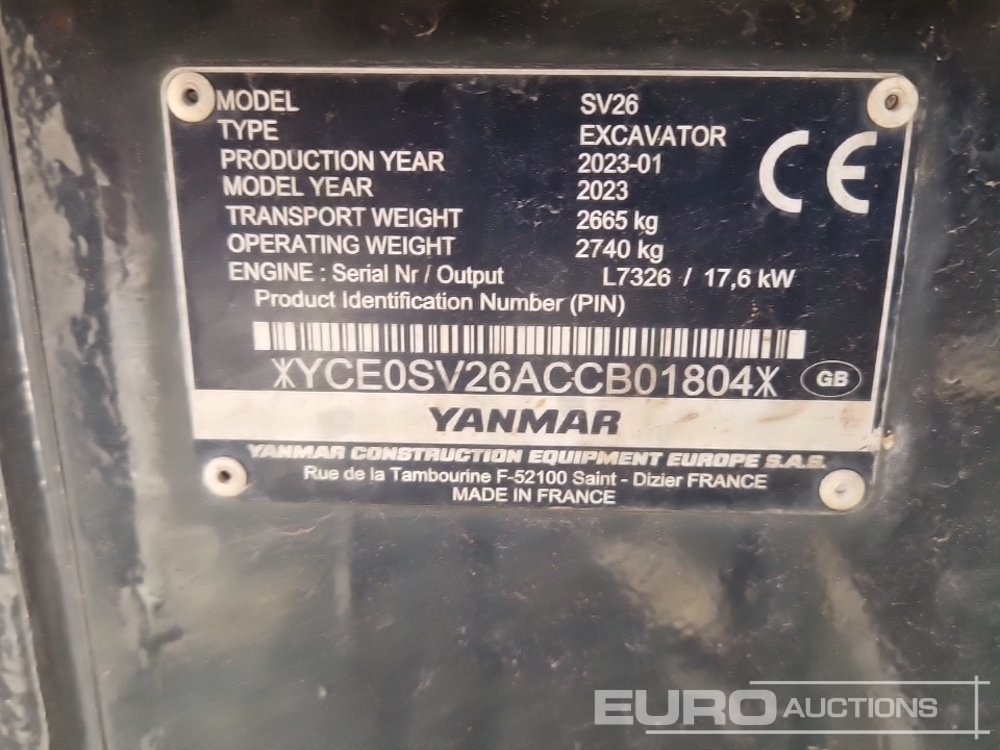 MODEL SV26
TYPE EXCAVATOR
PRODUCTION YEAR 2023-01
MODEL YEAR 2023
TRANSPORT WEIGHT 2665 kg
OPERATING WEIGHT 2740 kg
ENGINE : Serial Nr / Output L7326 / 17,6 kW
Product Identification Number (PIN)
CE
*YCE0SV26ACCB01804*
GB
YANMAR
YANMAR CONSTRUCTION EQUIPMENT EUROPE S.A.S.
Rue de la Tambourine F-52100 Saint - Dizier FRANCE
MADE IN FRANCE
EURO AUCTIONS